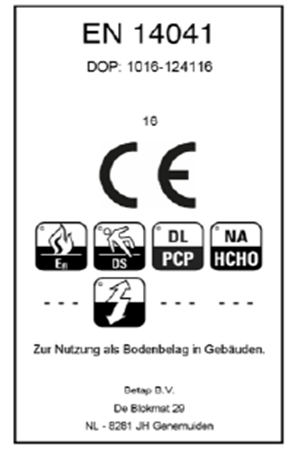 EN 14041
DOP: 1016-124116
16
CE
Efl DS DL PCP NA HCHO
--- --- ---
Zur Nutzung als Bodenbelag in Gebäuden.
Betap B.V.
De Blokmat 29
NL - 8281 JH Genemuiden